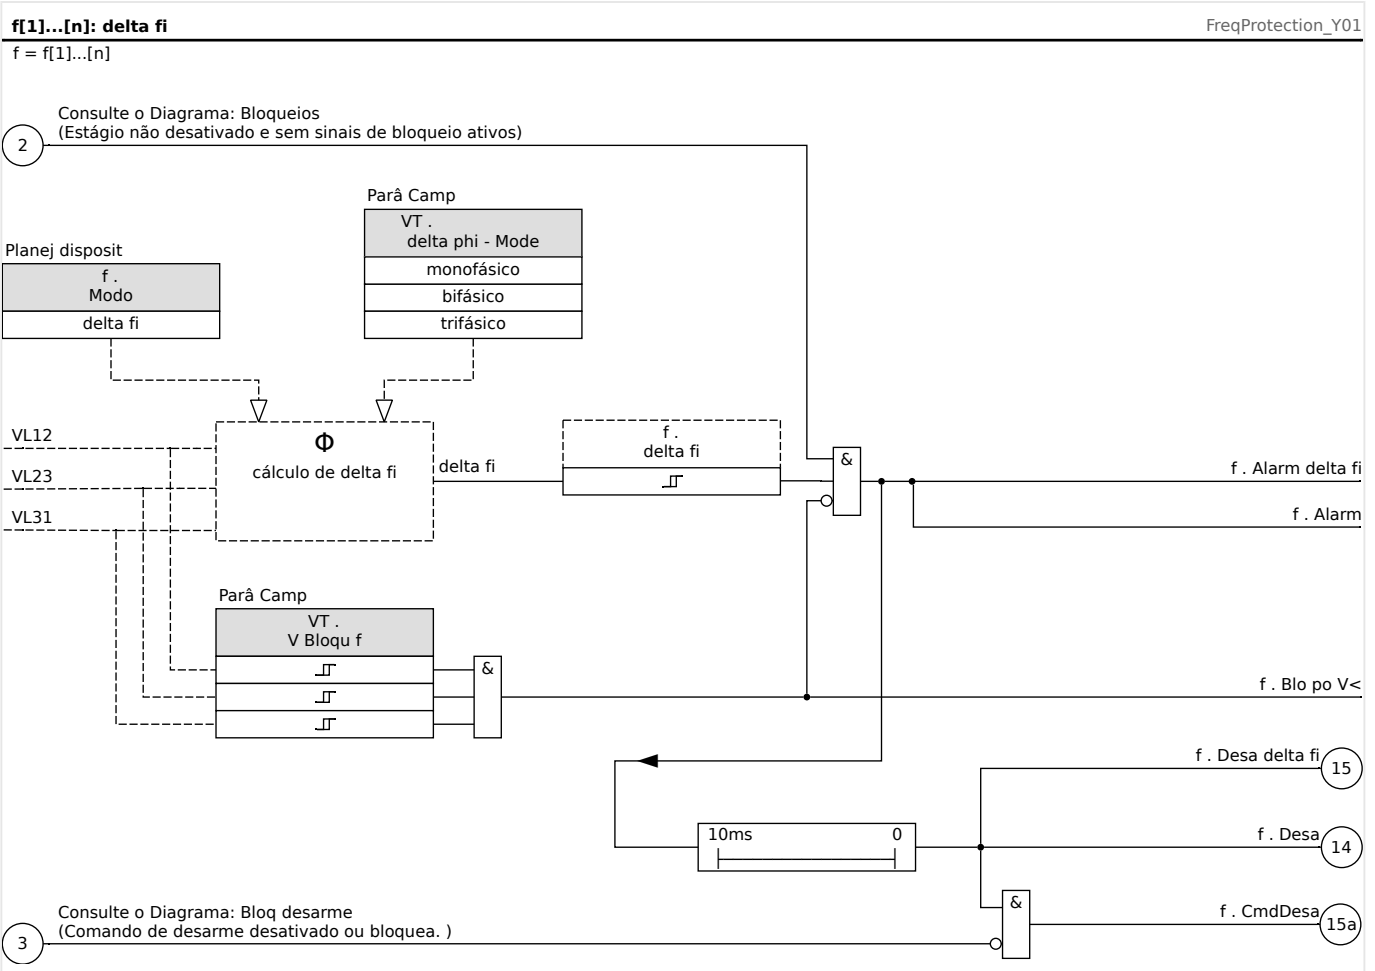 f[1]...[n]: delta fi
FreqProtection_Y01
f = f[1]...[n]
Consulte o Diagrama: Bloqueios
(Estágio não desativado e sem sinais de bloqueio ativos)
2
Parâ Camp
VT .
delta phi - Mode
monofásico
bifásico
trifásico
Planej disposit
f .
Modo
delta fi
VL12
VL23
VL31
Φ
cálculo de delta fi
delta fi
f .
delta fi
&
f . Alarm delta fi
f . Alarm
Parâ Camp
VT .
V Bloqu f
&
f . Blo po V<
f . Desa delta fi
15
10ms
0
f . Desa
14
Consulte o Diagrama: Bloq desarme
(Comando de desarme desativado ou bloquea. )
3
&
f . CmdDesa
15a